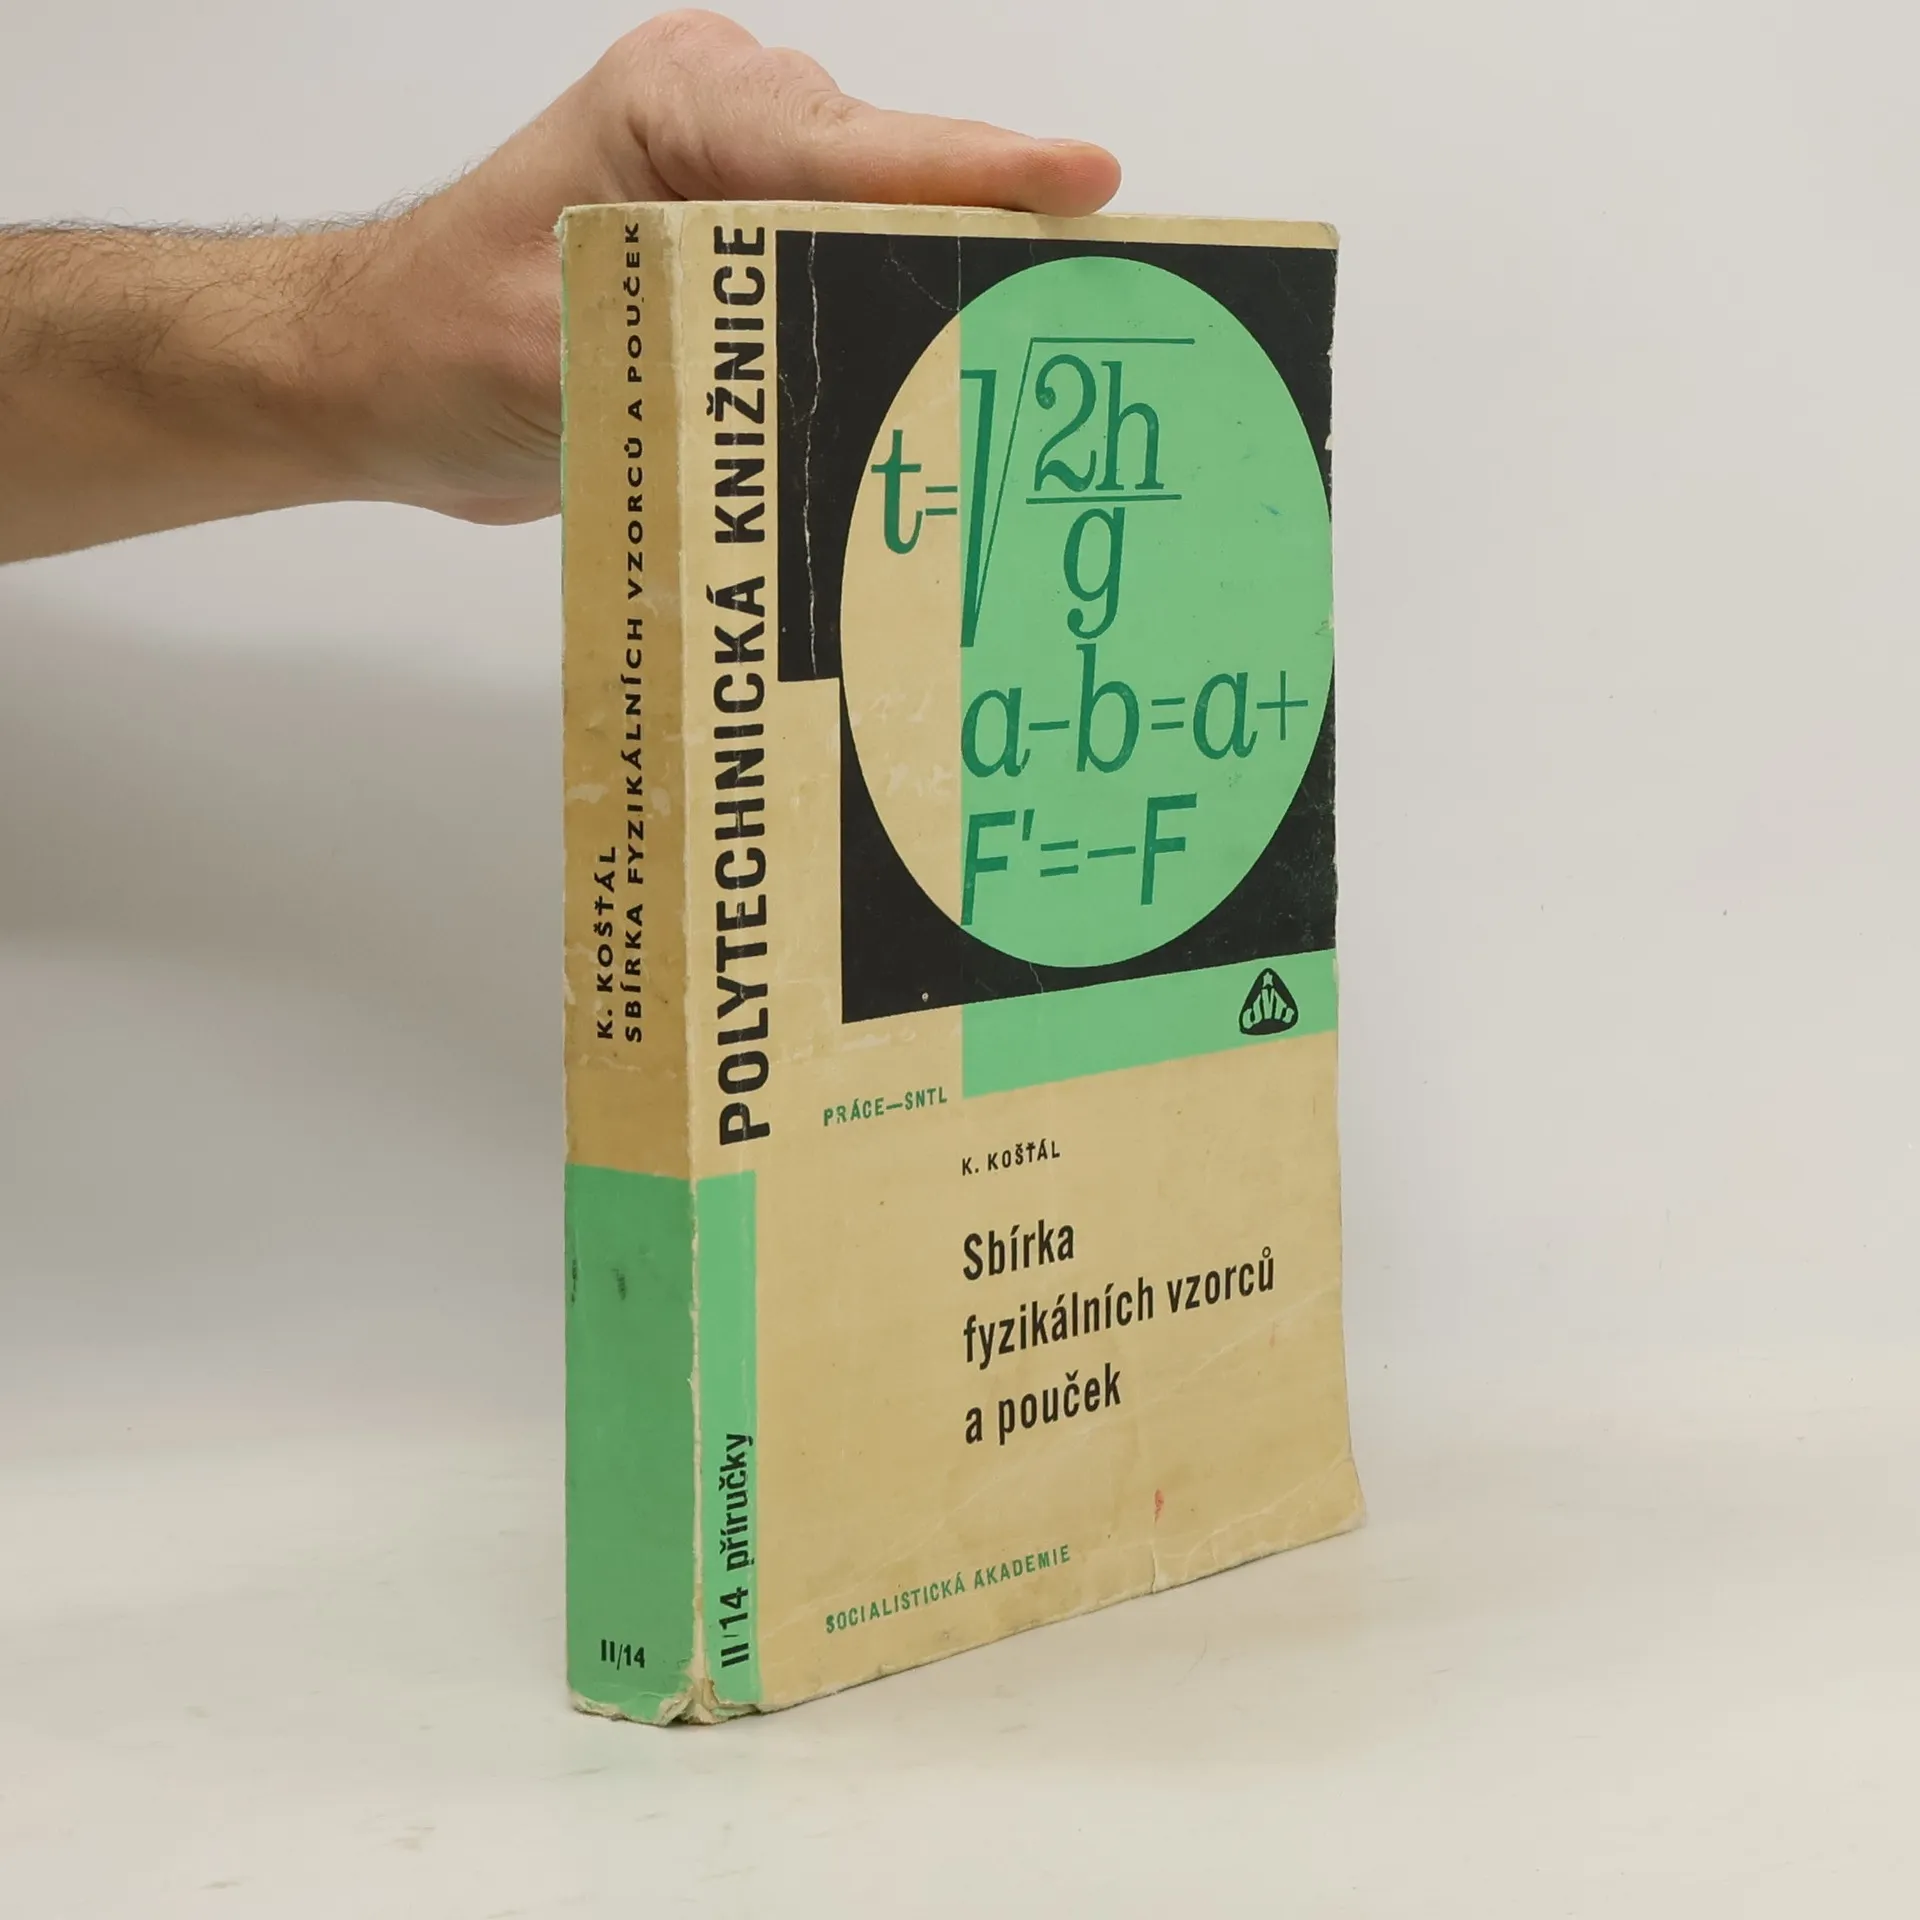 K. KOŠŤÁL
SBÍRKA FYZIKÁLNÍCH VZORCŮ A POUČEK
II/14
POLYTECHNICKÁ KNIŽNICE
II/14 příručky
t=√2h/g
a-b=a+
F'=-F
ČSVTS
PRÁCE—SNTL
K. KOŠŤÁL
Sbírka
fyzikálních vzorců
a pouček
SOCIALISTICKÁ AKADEMIE